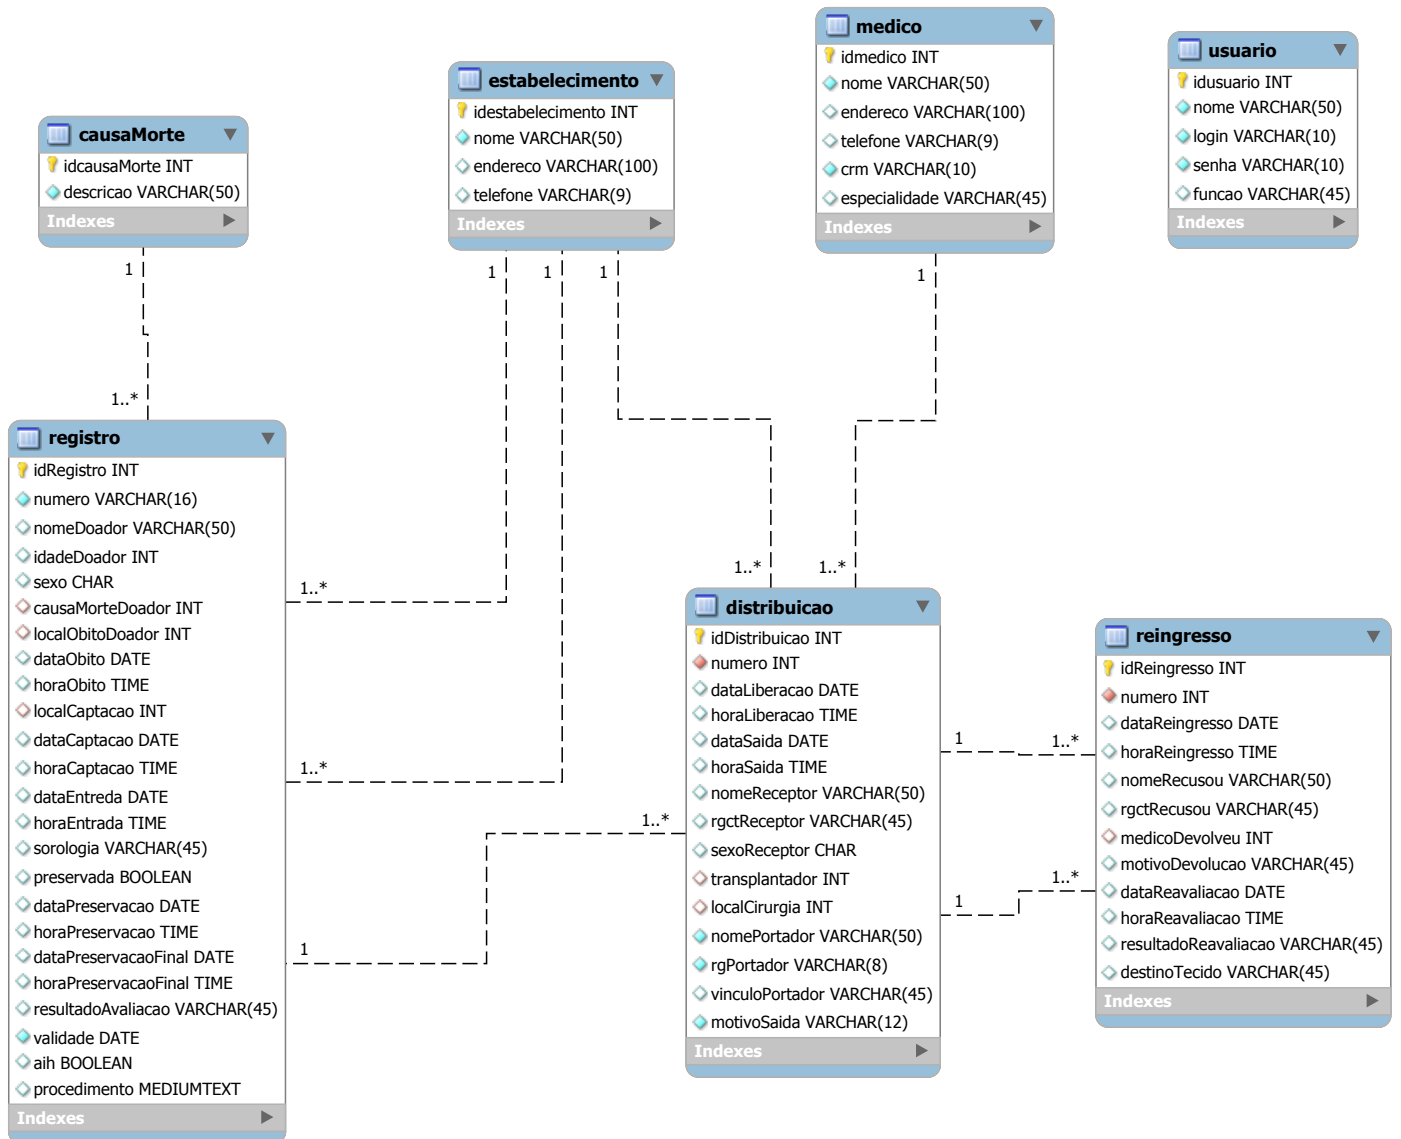 causaMorte
idcausaMorte INT
descricao VARCHAR(50)
Indexes
estabelecimento
idestabelecimento INT
nome VARCHAR(50)
endereco VARCHAR(100)
telefone VARCHAR(9)
Indexes
medico
idmedico INT
nome VARCHAR(50)
endereco VARCHAR(100)
telefone VARCHAR(9)
crm VARCHAR(10)
especialidade VARCHAR(45)
Indexes
usuario
idusuario INT
nome VARCHAR(50)
login VARCHAR(10)
senha VARCHAR(10)
funcao VARCHAR(45)
Indexes
1
1
1
1
1
1..*
registro
idRegistro INT
numero VARCHAR(16)
nomeDoador VARCHAR(50)
idadeDoador INT
sexo CHAR
causaMorteDoador INT
localObitoDoador INT
dataObito DATE
horaObito TIME
localCaptacao INT
dataCaptacao DATE
horaCaptacao TIME
dataEntreda DATE
horaEntrada TIME
sorologia VARCHAR(45)
preservada BOOLEAN
dataPreservacao DATE
horaPreservacao TIME
dataPreservacaoFinal DATE
horaPreservacaoFinal TIME
resultadoAvaliacao VARCHAR(45)
validade DATE
aih BOOLEAN
procedimento MEDIUMTEXT
Indexes
1..*
1..*
1
1..*
1..*
1..*
distribuicao
idDistribuicao INT
numero INT
dataLiberacao DATE
horaLiberacao TIME
dataSaida DATE
horaSaida TIME
nomeReceptor VARCHAR(50)
rgctReceptor VARCHAR(45)
sexoReceptor CHAR
transplantador INT
localCirurgia INT
nomePortador VARCHAR(50)
rgPortador VARCHAR(8)
vinculoPortador VARCHAR(45)
motivoSaida VARCHAR(12)
Indexes
1
1..*
1
1..*
reingresso
idReingresso INT
numero INT
dataReingresso DATE
horaReingresso TIME
nomeRecusou VARCHAR(50)
rgctRecusou VARCHAR(45)
medicoDevolveu INT
motivoDevolucao VARCHAR(45)
dataReavaliacao DATE
horaReavaliacao TIME
resultadoReavaliacao VARCHAR(45)
destinoTecido VARCHAR(45)
Indexes